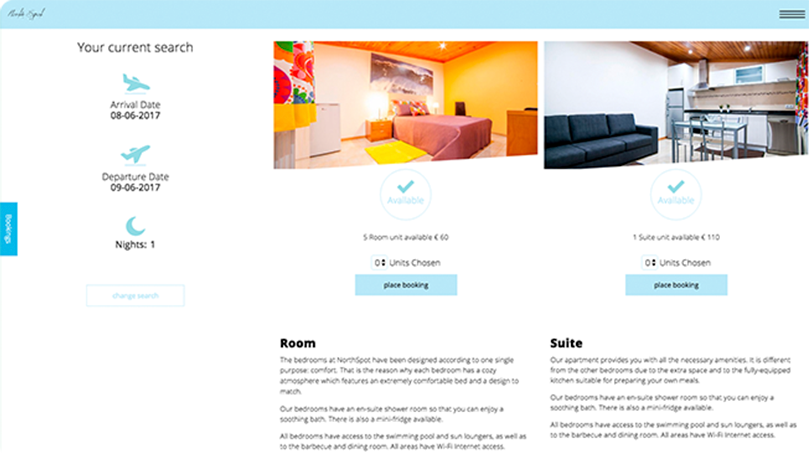 Your current search
Arrival Date
08-06-2017
Departure Date
09-06-2017
Nights: 1
change search
Bookings
Available
5 Room unit available € 60
0 Units Chosen
place booking
Room
The bedrooms at NorthSpot have been designed according to one single
purpose: comfort. That is the reason why each bedroom has a cozy
atmosphere which features an extremely comfortable bed and a design to
match.
Our bedrooms have an en-suite shower room so that you can enjoy a
soothing bath. There is also a mini-fridge available.
All bedrooms have access to the swimming pool and sun loungers, as well as
to the barbecue and dining room. All areas have Wi-Fi Internet access.
Available
1 Suite unit available € 110
0 Units Chosen
place booking
Suite
Our apartment provides you with all the necessary amenities. It is different
from the other bedrooms due to the extra space and to the fully-equipped
kitchen suitable for preparing your own meals.
Our bedrooms have an en-suite shower room so that you can enjoy a
soothing bath. There is also a mini-fridge available.
All bedrooms have access to the swimming pool and sun loungers, as well as
to the barbecue and dining room. All areas have Wi-Fi Internet access.